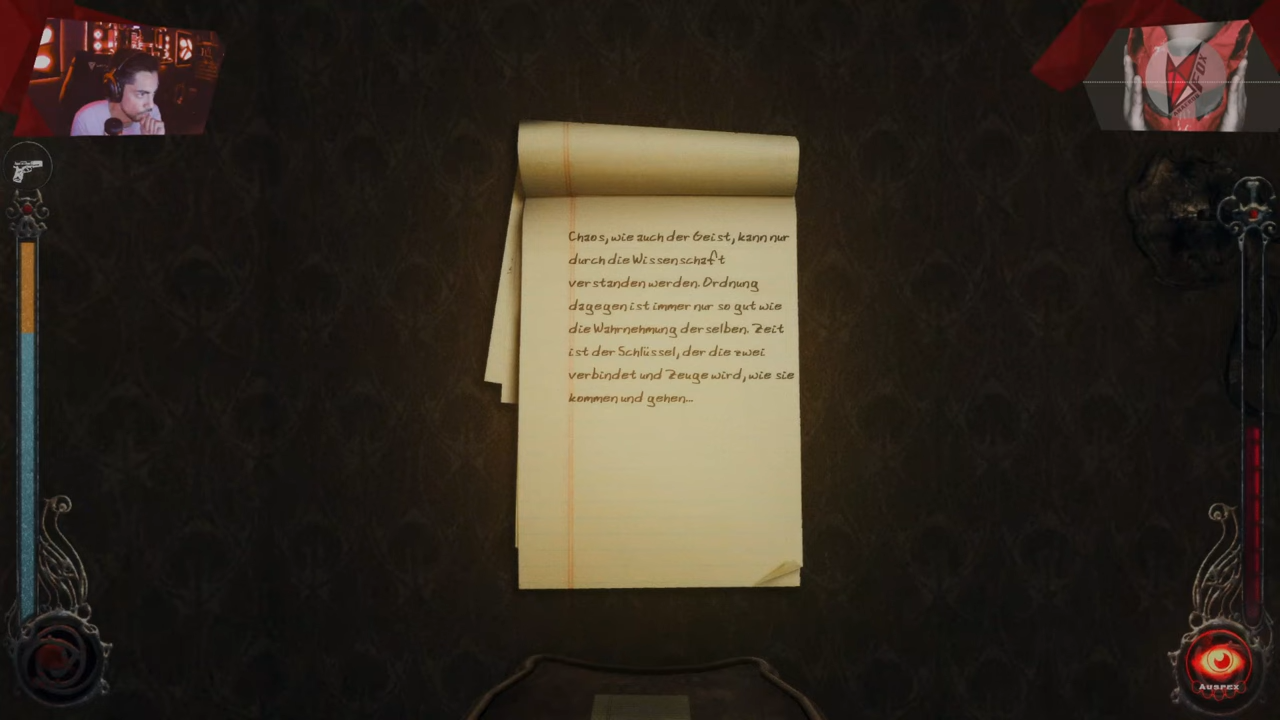 FOX
Chaos, wie auch der Geist, kann nur
durch die Wissenschaft
verstanden werden. Ordnung
dagegen ist immer nur so gut wie
die Wahrnehmung derselben. Zeit
ist der Schlüssel, der die zwei
verbindet und Zeuge wird, wie sie
kommen und gehen...
AUSPEX